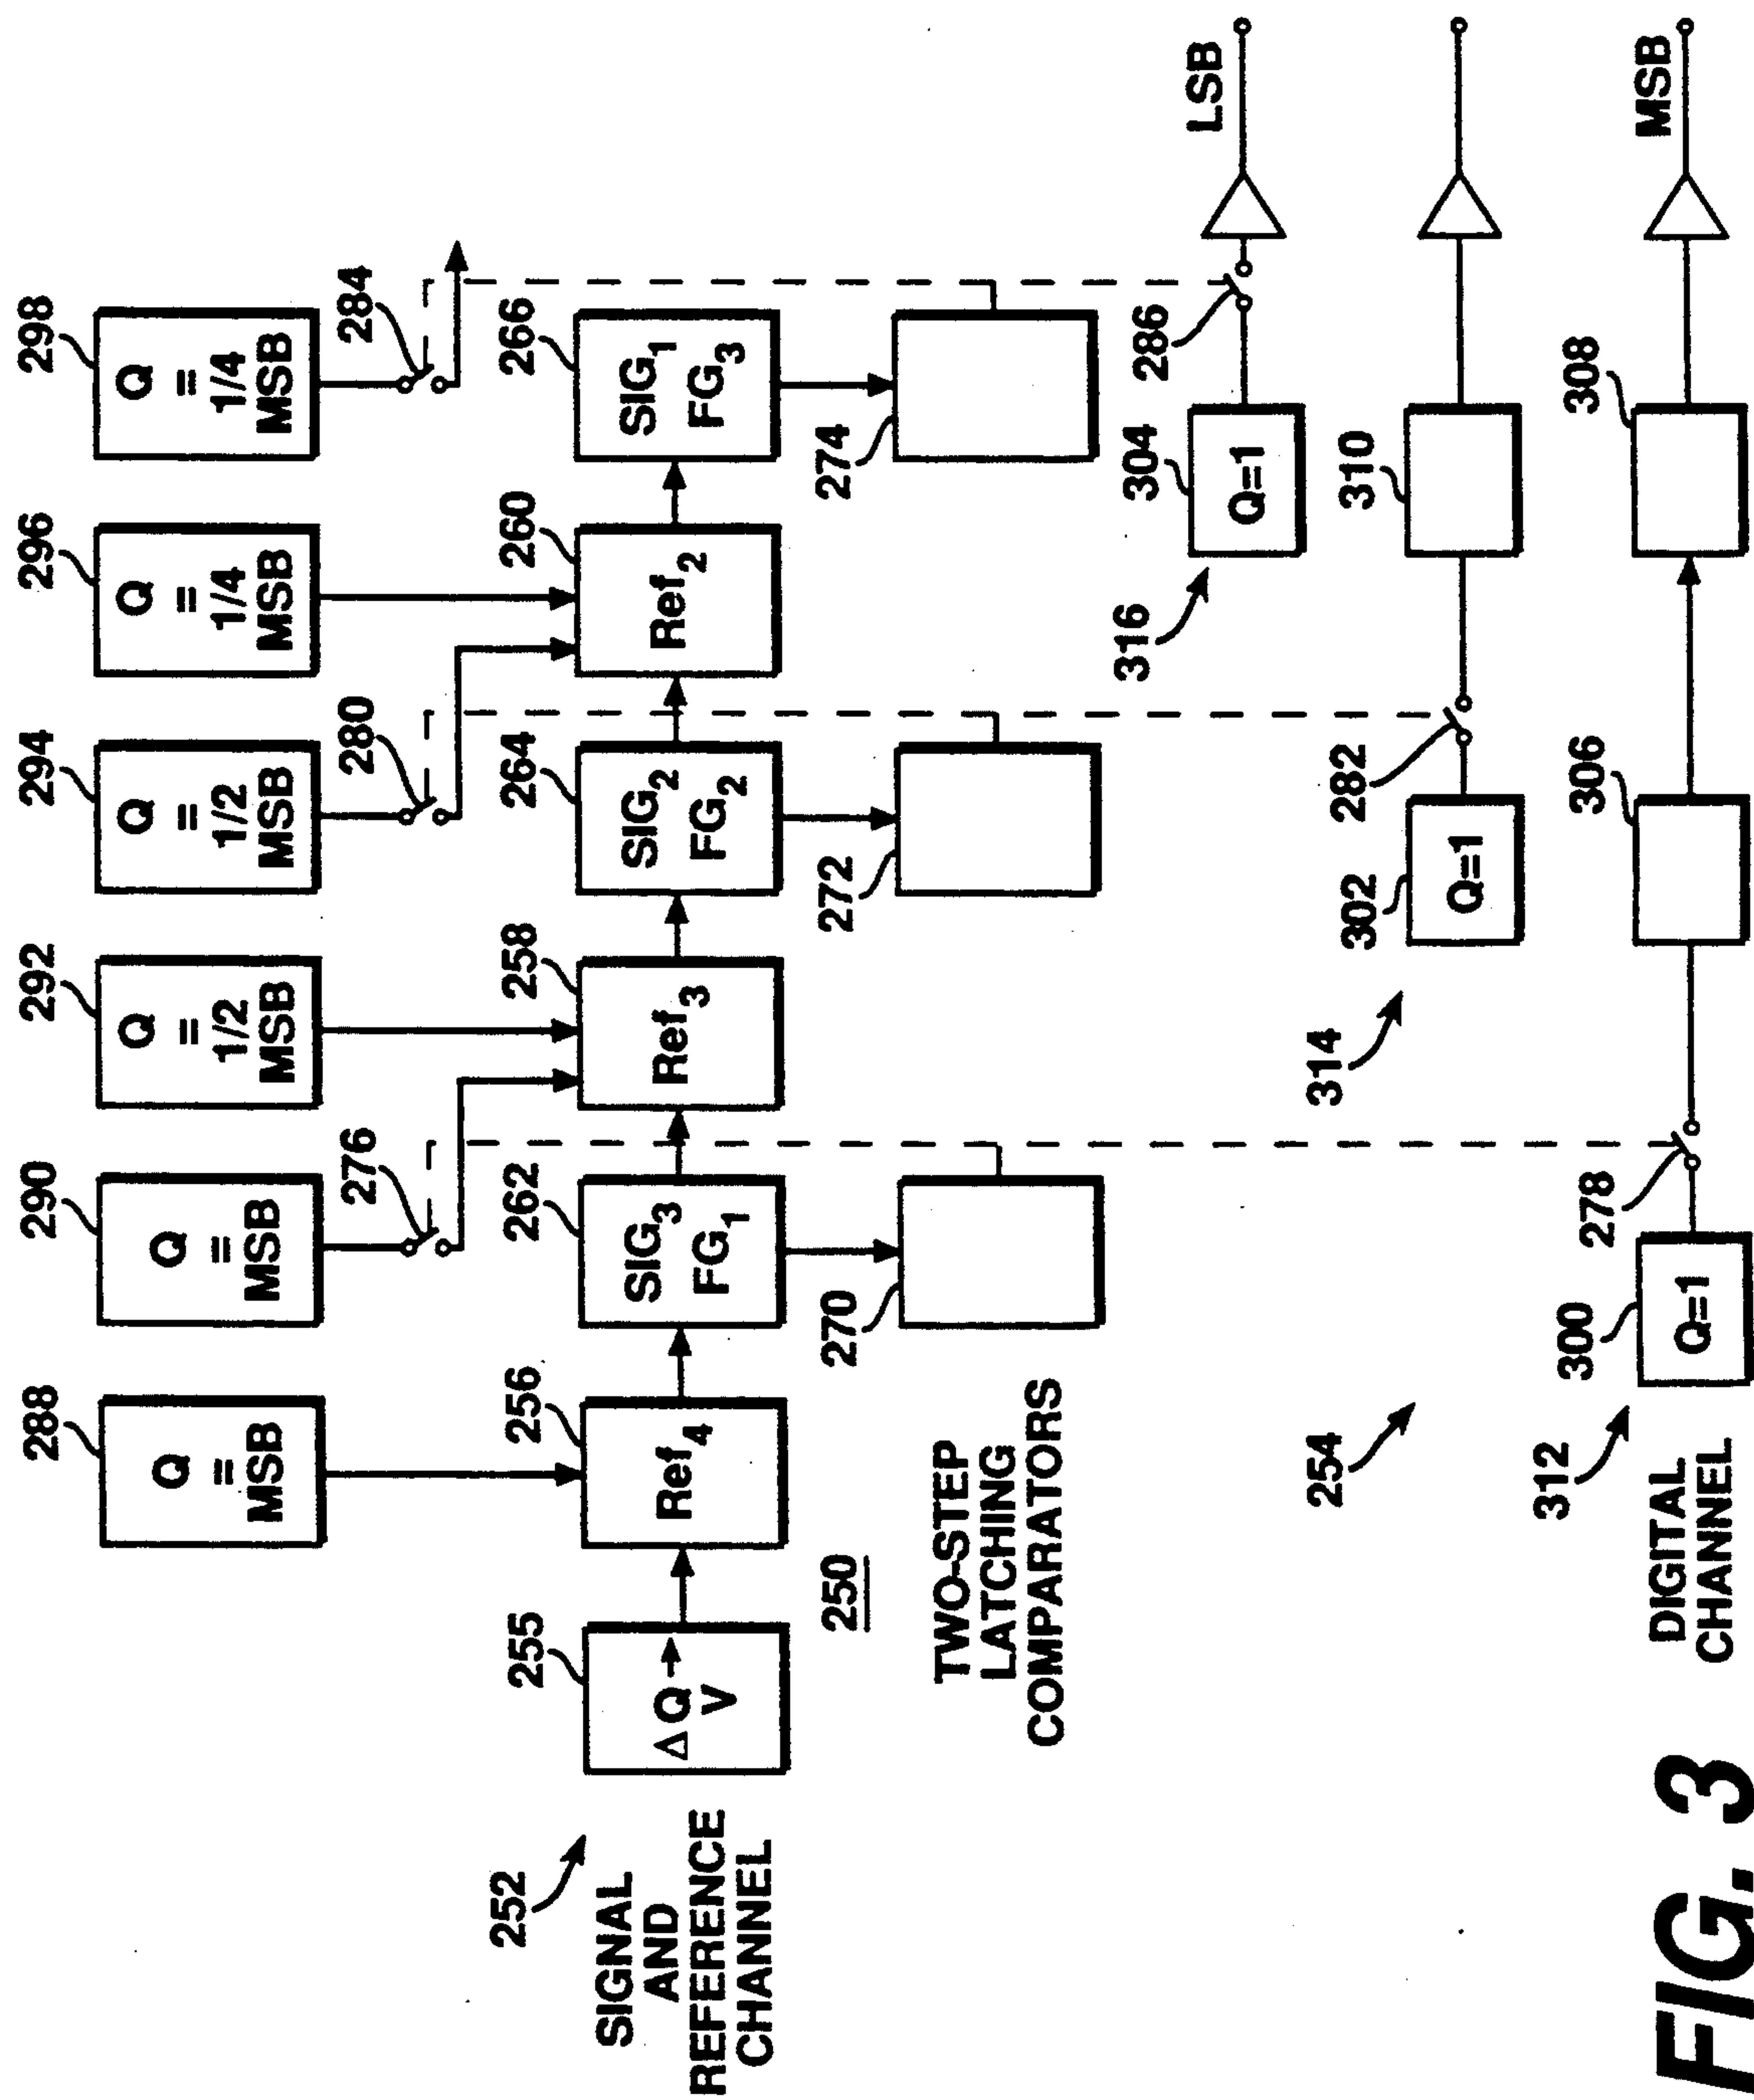 288
290
292
294
296
298
Q
=
MSB
Q
=
MSB
Q
=
1/2
MSB
Q
=
1/2
MSB
Q
=
1/4
MSB
Q
=
1/4
MSB
276
280
284
252
255
256
262
258
264
260
266
SIGNAL
AND
REFERENCE
CHANNEL
ΔQ→
V
Ref4
SIG3
FG1
Ref3
SIG2
FG2
Ref2
SIG1
FG3
250
270
272
274
TWO-STEP
LATCHING
COMPARATORS
316
304
Q=1
286
LSB
254
314
302
Q=1
282
310
312
DIGITAL
CHANNEL
300
Q=1
278
306
308
MSB
FIG. 3